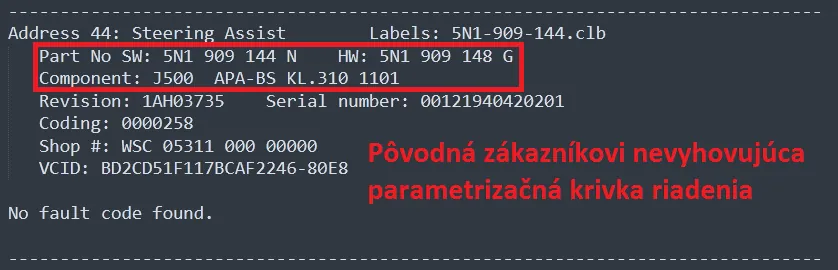 --------------------------------------------------------------------------------
Address 44: Steering Assist       Labels: 5N1-909-144.clb
Part No SW: 5N1 909 144 N    HW: 5N1 909 148 G
Component: J500  APA-BS KL.310 1101
Revision: 1AH03735    Serial number: 00121940420201
Coding: 0000258
Shop #: WSC 05311 000 00000
VCID: BD2CD51F117BCAF2246-80E8
Pôvodná zákazníkovi nevyhovujúca
parametrizačná krivka riadenia
No fault code found.
--------------------------------------------------------------------------------